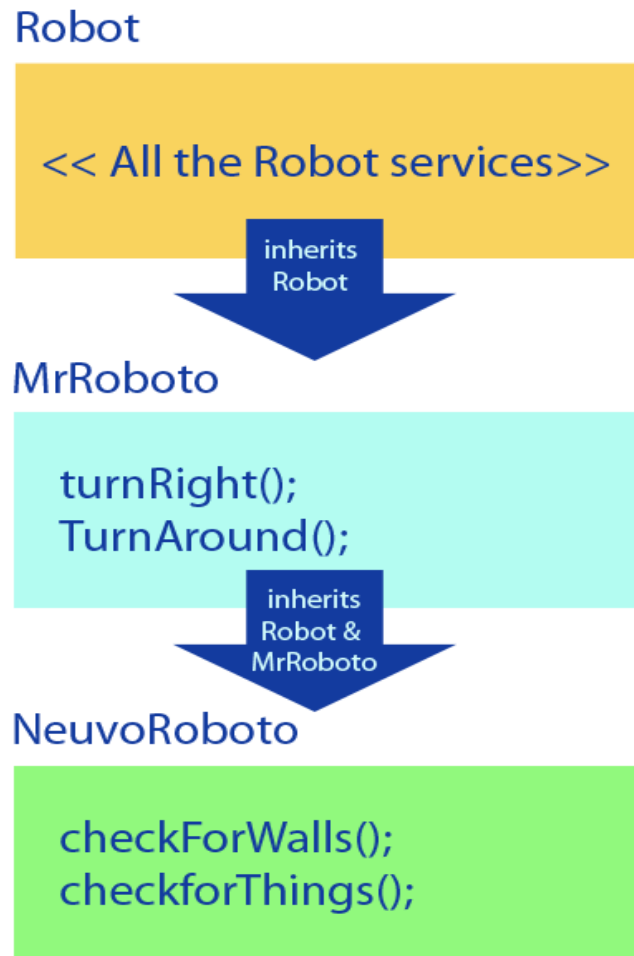 Robot
<< All the Robot services>>
inherits
Robot
MrRoboto
turnRight();
TurnAround();
inherits
Robot &
MrRoboto
NeuvoRoboto
checkForWalls();
checkforThings();